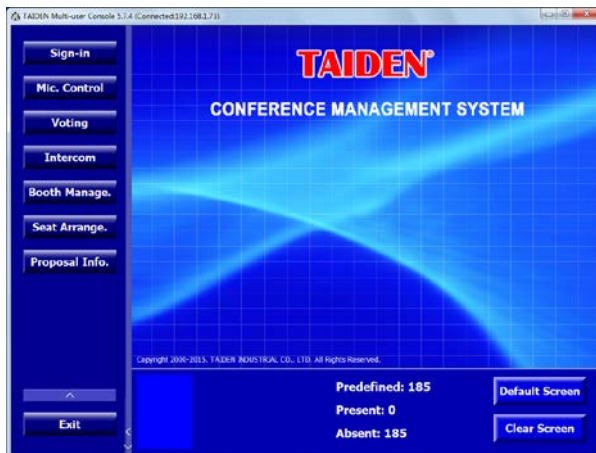 TAIDEN Multi-user Console 5.7.4 (Connected:192.168.1.73)
Sign-in
Mic. Control
Voting
Intercom
Booth Manage.
Seat Arrange.
Proposal Info.
Exit
TAIDEN®
CONFERENCE MANAGEMENT SYSTEM
Copyright 2000-2015. TAIDEN INDUSTRIAL CO., LTD. All Rights Reserved.
Predefined: 185
Present: 0
Absent: 185
Default Screen
Clear Screen